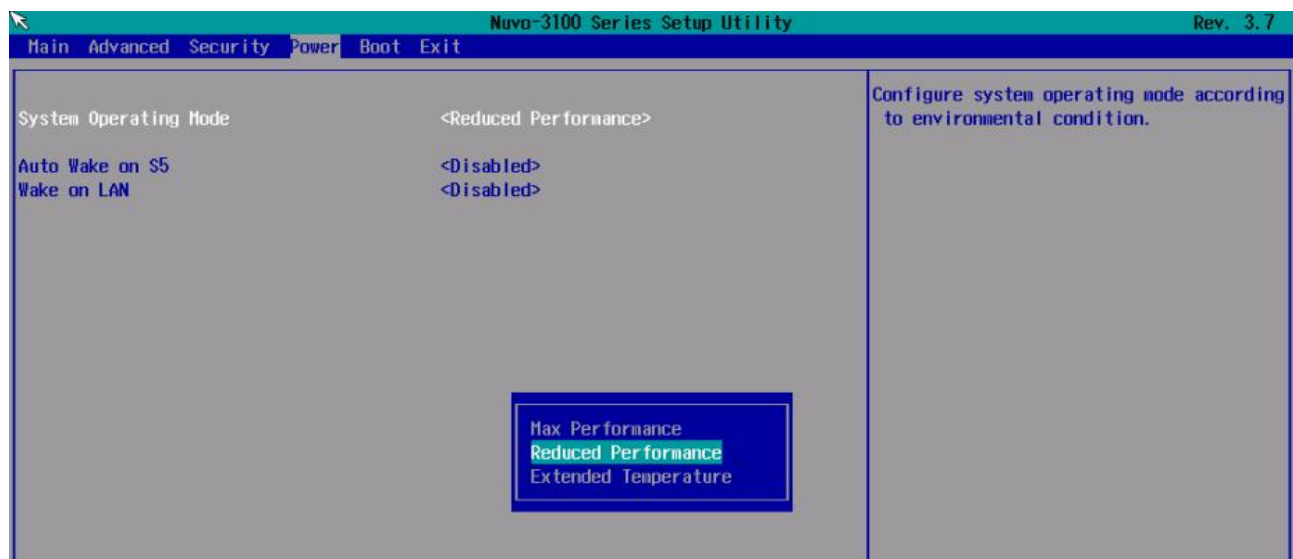 Nuvo-3100 Series Setup Utility Rev. 3.7
Main Advanced Security Power Boot Exit
System Operating Mode <Reduced Performance>
Auto Wake on S5 <Disabled>
Wake on LAN <Disabled>
Configure system operating mode according
to environmental condition.
Max Performance
Reduced Performance
Extended Temperature